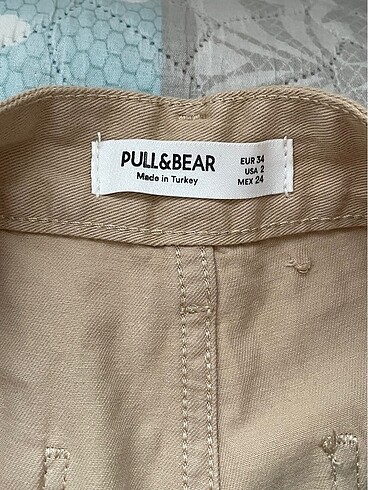 PULL&BEAR
Made in Turkey
EUR 34
USA 2
MEX 24